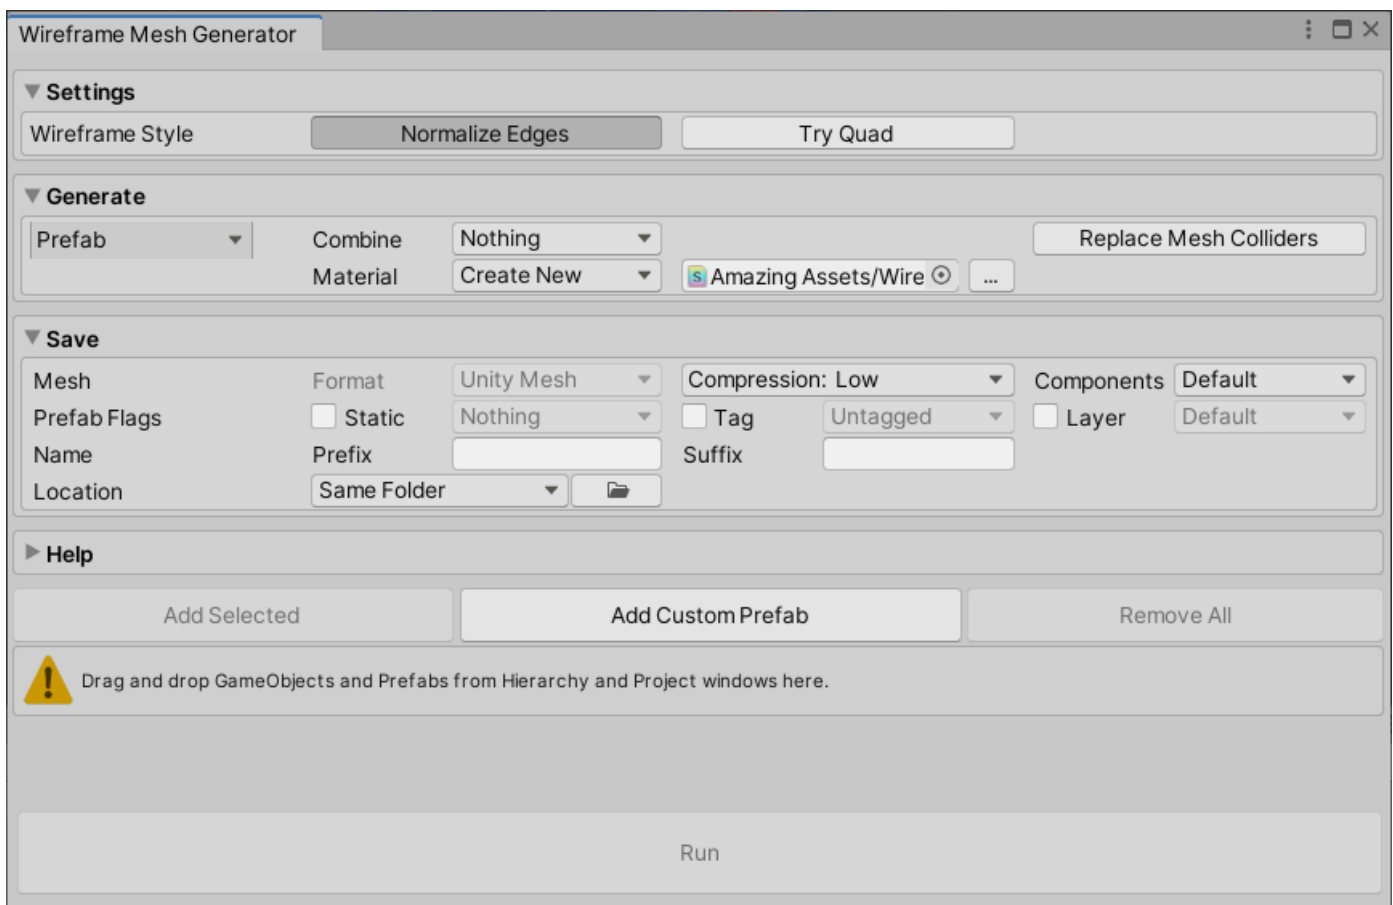 Wireframe Mesh Generator
Settings
Wireframe Style Normalize Edges Try Quad
Generate
Prefab Combine Nothing Replace Mesh Colliders
Material Create New Amazing Assets/Wire ...
Save
Mesh Format Unity Mesh Compression: Low Components Default
Prefab Flags Static Nothing Tag Untagged Layer Default
Name Prefix Suffix
Location Same Folder
Help
Add Selected Add Custom Prefab Remove All
Drag and drop GameObjects and Prefabs from Hierarchy and Project windows here.
Run